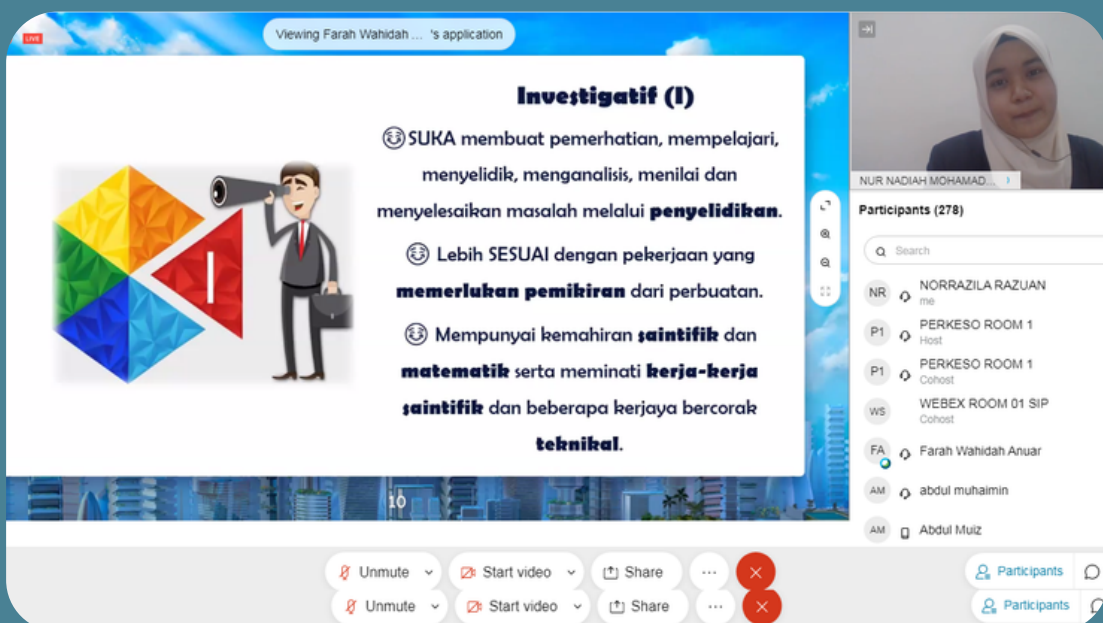 LIVE
Viewing Farah Wahidah ... 's application
Investigatif (I)
SUKA membuat pemerhatian, mempelajari,
menyelidik, menganalisis, menilai dan
menyelesaikan masalah melalui penyelidikan.
Lebih SESUAI dengan pekerjaan yang
memerlukan pemikiran dari perbuatan.
Mempunyai kemahiran saintifik dan
matematik serta meminati kerja-kerja
saintifik dan beberapa kerjaya bercorak
teknikal.
I
10
NUR NADIAH MOHAMAD...
Participants (278)
Search
NR NORRAZILA RAZUAN
me
P1 PERKESO ROOM 1
Host
P1 PERKESO ROOM 1
Cohost
WS WEBEX ROOM 01 SIP
Cohost
FA Farah Wahidah Anuar
AM abdul muhaimin
AM Abdul Muiz
Unmute Start video Share ... Participants
Unmute Start video Share ... Participants